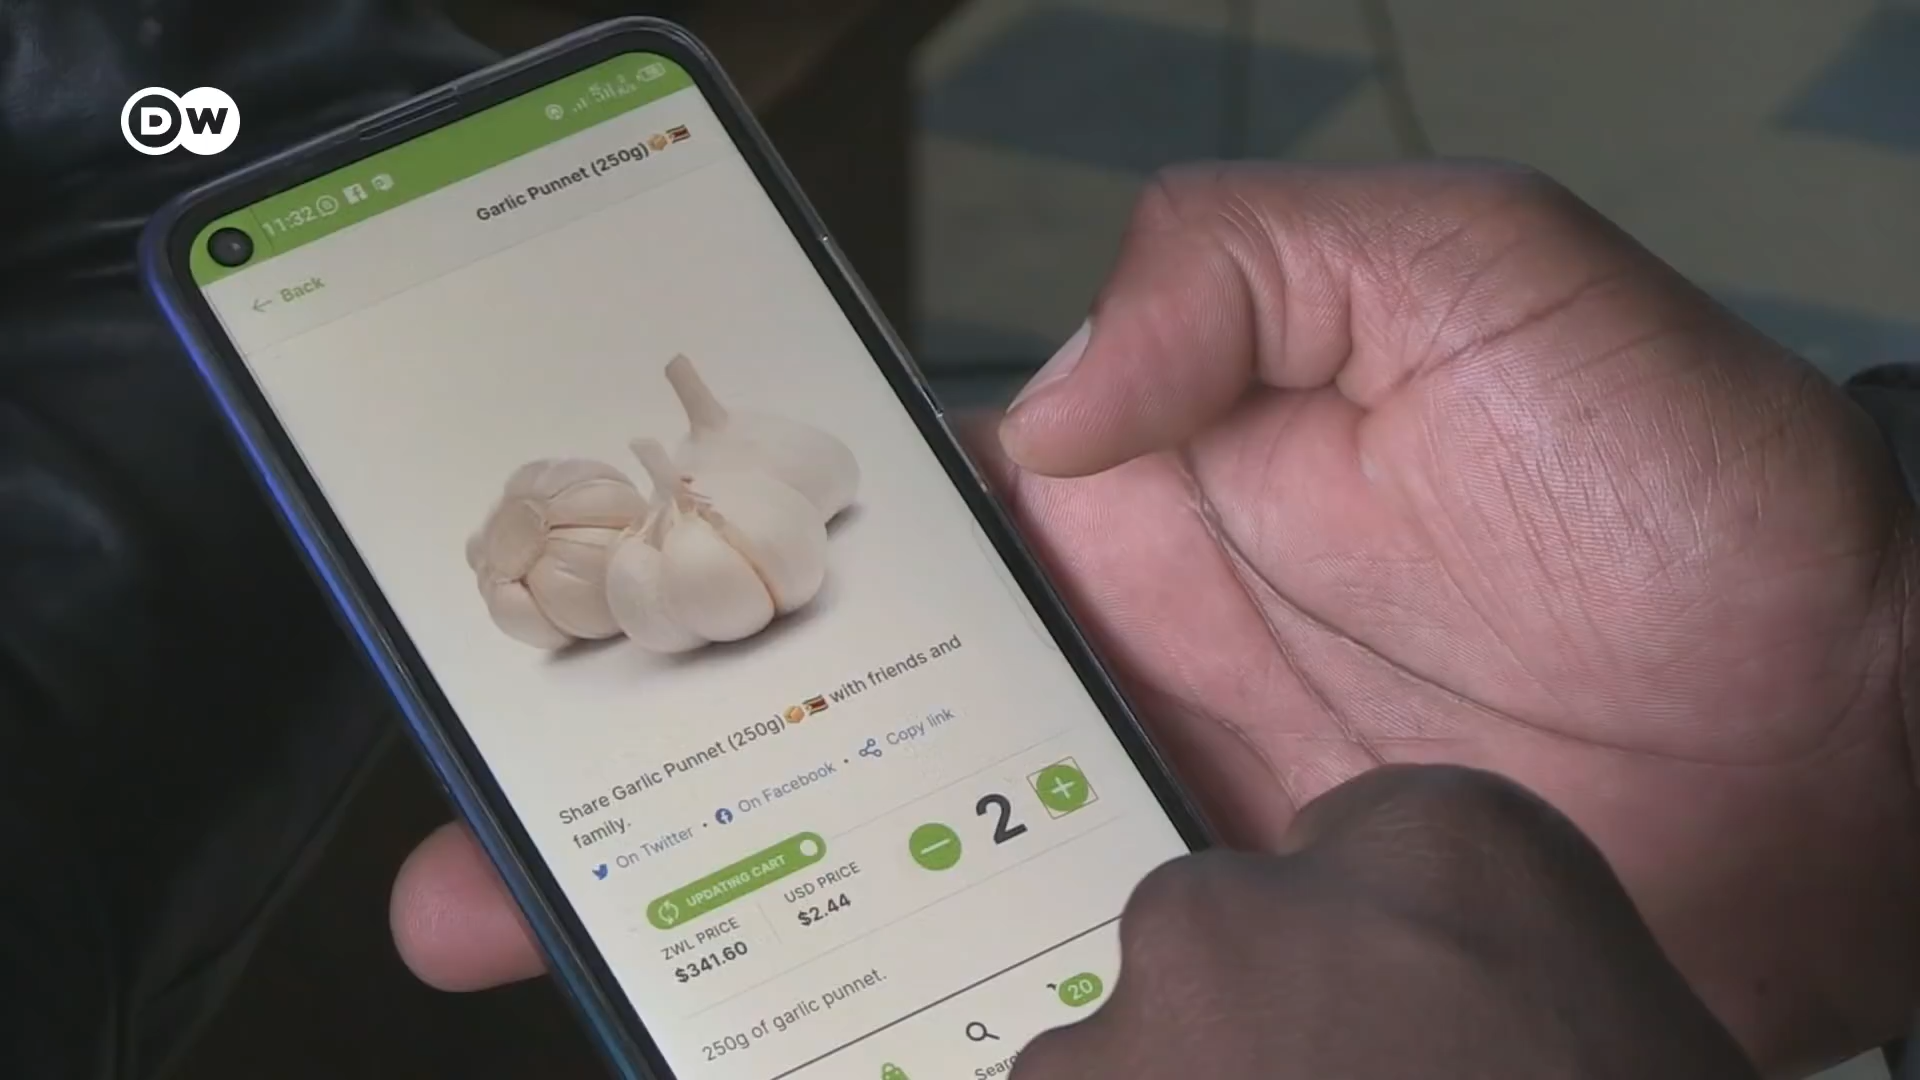 DW
11:32
Garlic Punnet (250g)
← Back
Share Garlic Punnet (250g) with friends and
family.
On Twitter • On Facebook • Copy link
UPDATING CART
2
ZWL PRICE
$341.60
USD PRICE
$2.44
250g of garlic punnet.
20